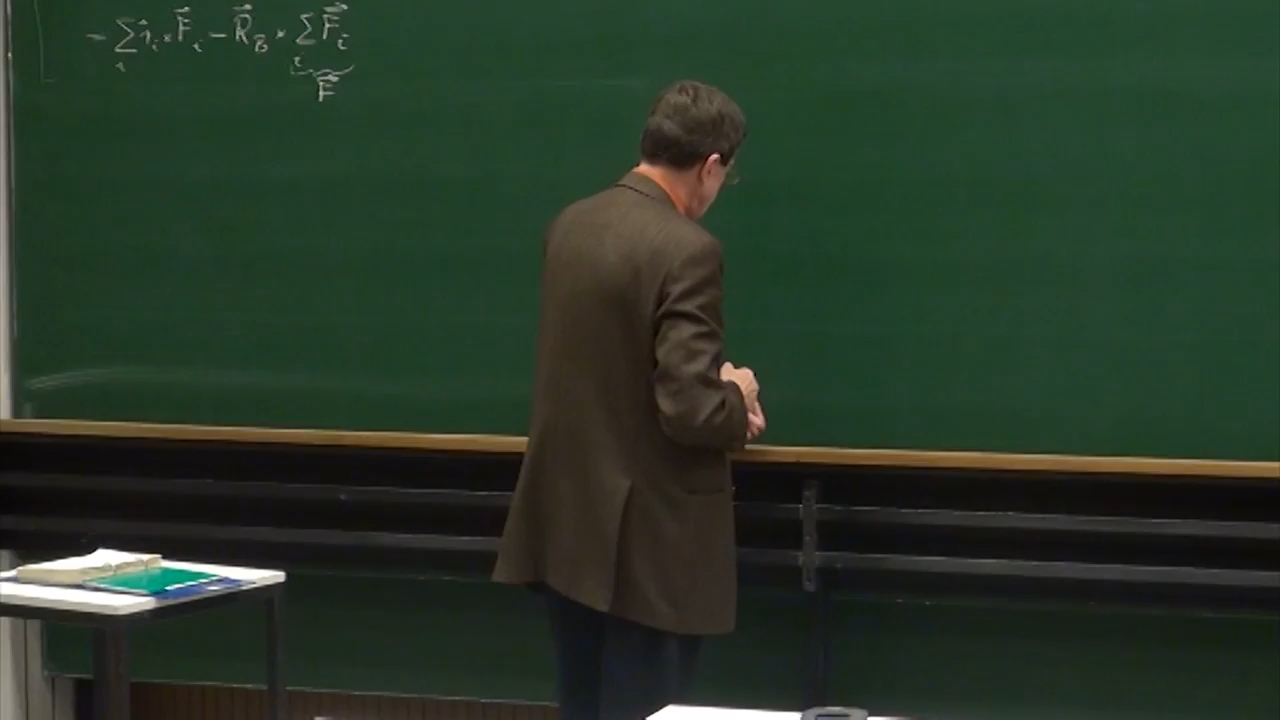 = ∑ᵢ r⃗ᵢ × F⃗ᵢ − R⃗_B × ∑ᵢ F⃗ᵢ
F⃗